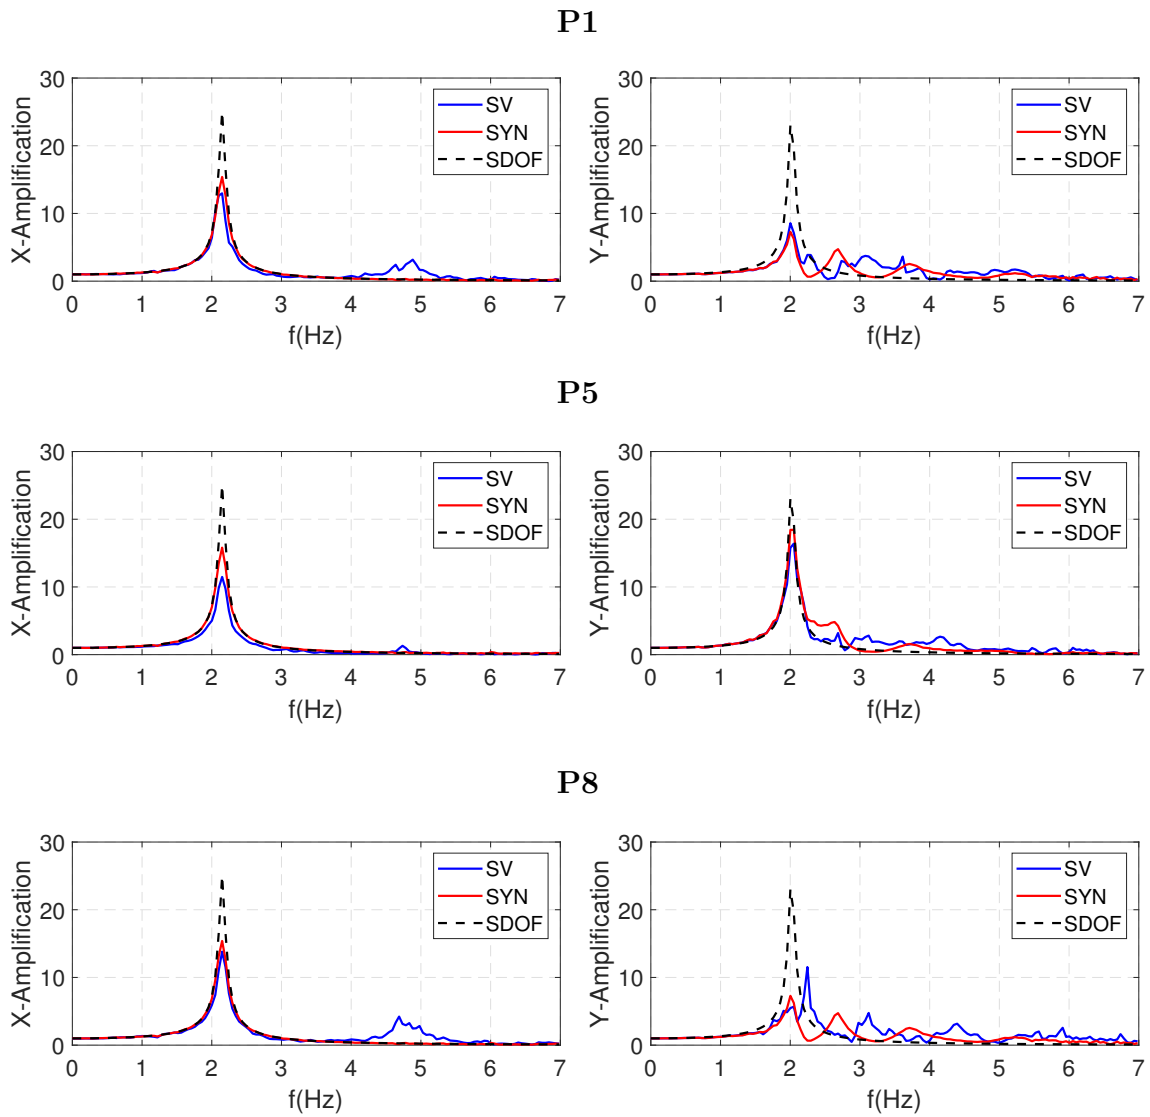 P1
X-Amplification
30
20
10
0
0 1 2 3 4 5 6 7
f(Hz)
SV
SYN
SDOF
Y-Amplification
30
20
10
0
0 1 2 3 4 5 6 7
f(Hz)
SV
SYN
SDOF
P5
X-Amplification
30
20
10
0
0 1 2 3 4 5 6 7
f(Hz)
SV
SYN
SDOF
Y-Amplification
30
20
10
0
0 1 2 3 4 5 6 7
f(Hz)
SV
SYN
SDOF
P8
X-Amplification
30
20
10
0
0 1 2 3 4 5 6 7
f(Hz)
SV
SYN
SDOF
Y-Amplification
30
20
10
0
0 1 2 3 4 5 6 7
f(Hz)
SV
SYN
SDOF